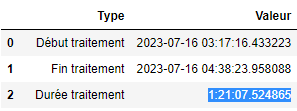 Type Valeur
0 Début traitement 2023-07-16 03:17:16.433223
1 Fin traitement 2023-07-16 04:38:23.958088
2 Durée traitement 1:21:07.524865